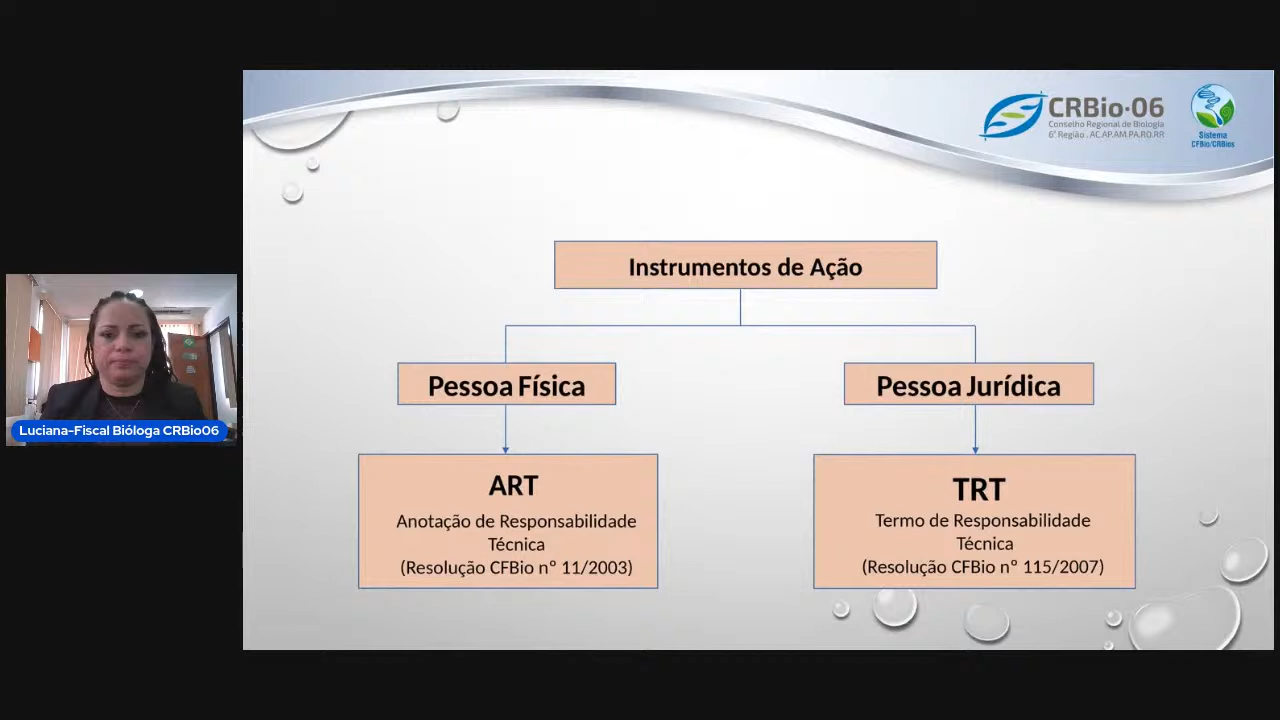 CRBio·06
Conselho Regional de Biologia
6ª Região . AC.AP.AM.PA.RO.RR
Sistema
CFBio/CRBios
Instrumentos de Ação
Pessoa Física
Pessoa Jurídica
ART
Anotação de Responsabilidade
Técnica
(Resolução CFBio nº 11/2003)
TRT
Termo de Responsabilidade
Técnica
(Resolução CFBio nº 115/2007)
Luciana-Fiscal Bióloga CRBio06